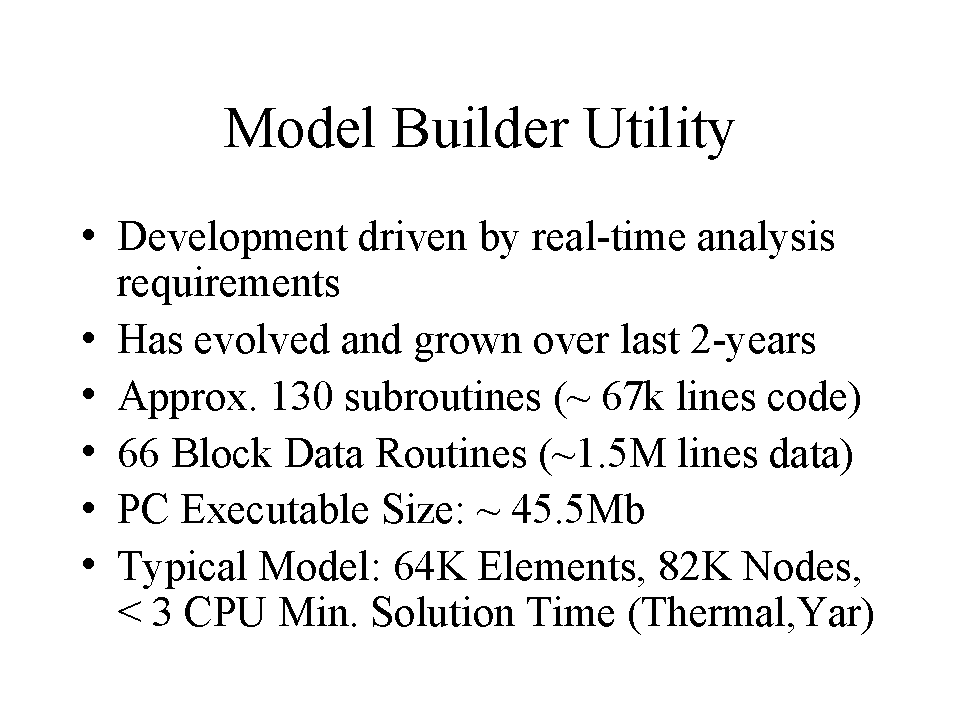 Model Builder Utility
• Development driven by real-time analysis
requirements
• Has evolved and grown over last 2-years
• Approx. 130 subroutines (~ 67k lines code)
• 66 Block Data Routines (~1.5M lines data)
• PC Executable Size: ~ 45.5Mb
• Typical Model: 64K Elements, 82K Nodes,
< 3 CPU Min. Solution Time (Thermal,Yar)